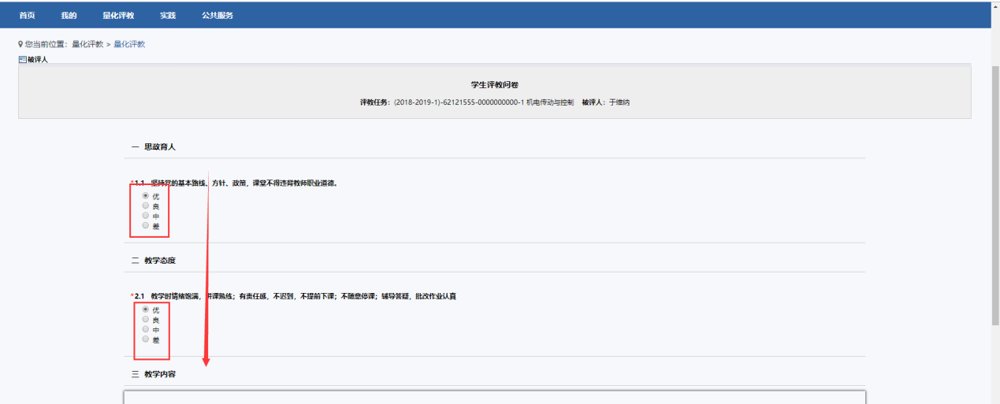 首页 我的 量化评教 实践 公共服务
您当前位置：量化评教 > 量化评教
被评人
学生评教问卷
评教任务：(2018-2019-1)-62121555-0000000000-1 机电传动与控制 被评人：于维纳
一 思政育人
*1.1 坚持党的基本路线、方针、政策，课堂不得违背教师职业道德。
优
良
中
差
二 教学态度
*2.1 教学时情绪饱满，讲课熟练；有责任感，不迟到，不提前下课；不随意停课；辅导答疑，批改作业认真
优
良
中
差
三 教学内容